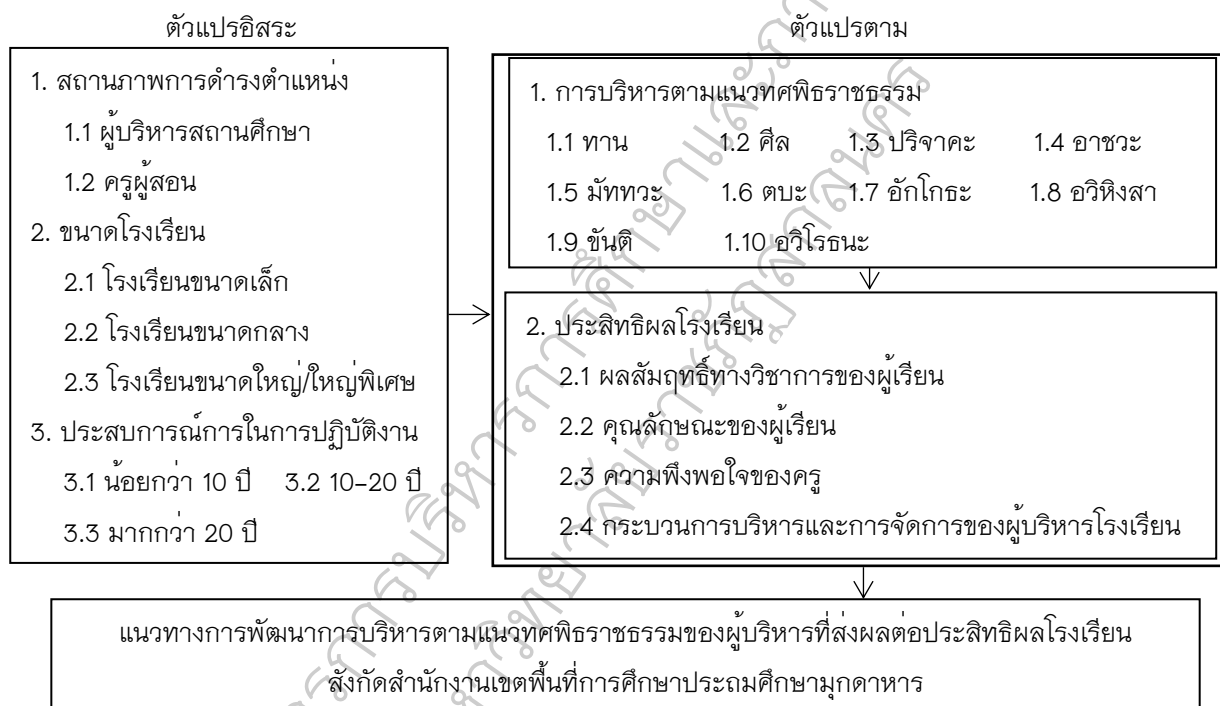 ตัวแปรอิสระ
1. สถานภาพการดำรงตำแหน่ง
1.1 ผู้บริหารสถานศึกษา
1.2 ครูผู้สอน
2. ขนาดโรงเรียน
2.1 โรงเรียนขนาดเล็ก
2.2 โรงเรียนขนาดกลาง
2.3 โรงเรียนขนาดใหญ่/ใหญ่พิเศษ
3. ประสบการณ์การในการปฏิบัติงาน
3.1 น้อยกว่า 10 ปี 3.2 10–20 ปี
3.3 มากกว่า 20 ปี
ตัวแปรตาม
1. การบริหารตามแนวทศพิธราชธรรม
1.1 ทาน 1.2 ศีล 1.3 ปริจาคะ 1.4 อาชวะ
1.5 มัททวะ 1.6 ตบะ 1.7 อักโกธะ 1.8 อวิหิงสา
1.9 ขันติ 1.10 อวิโรธนะ
2. ประสิทธิผลโรงเรียน
2.1 ผลสัมฤทธิ์ทางวิชาการของผู้เรียน
2.2 คุณลักษณะของผู้เรียน
2.3 ความพึงพอใจของครู
2.4 กระบวนการบริหารและการจัดการของผู้บริหารโรงเรียน
แนวทางการพัฒนาการบริหารตามแนวทศพิธราชธรรมของผู้บริหารที่ส่งผลต่อประสิทธิผลโรงเรียน
สังกัดสำนักงานเขตพื้นที่การศึกษาประถมศึกษามุกดาหาร